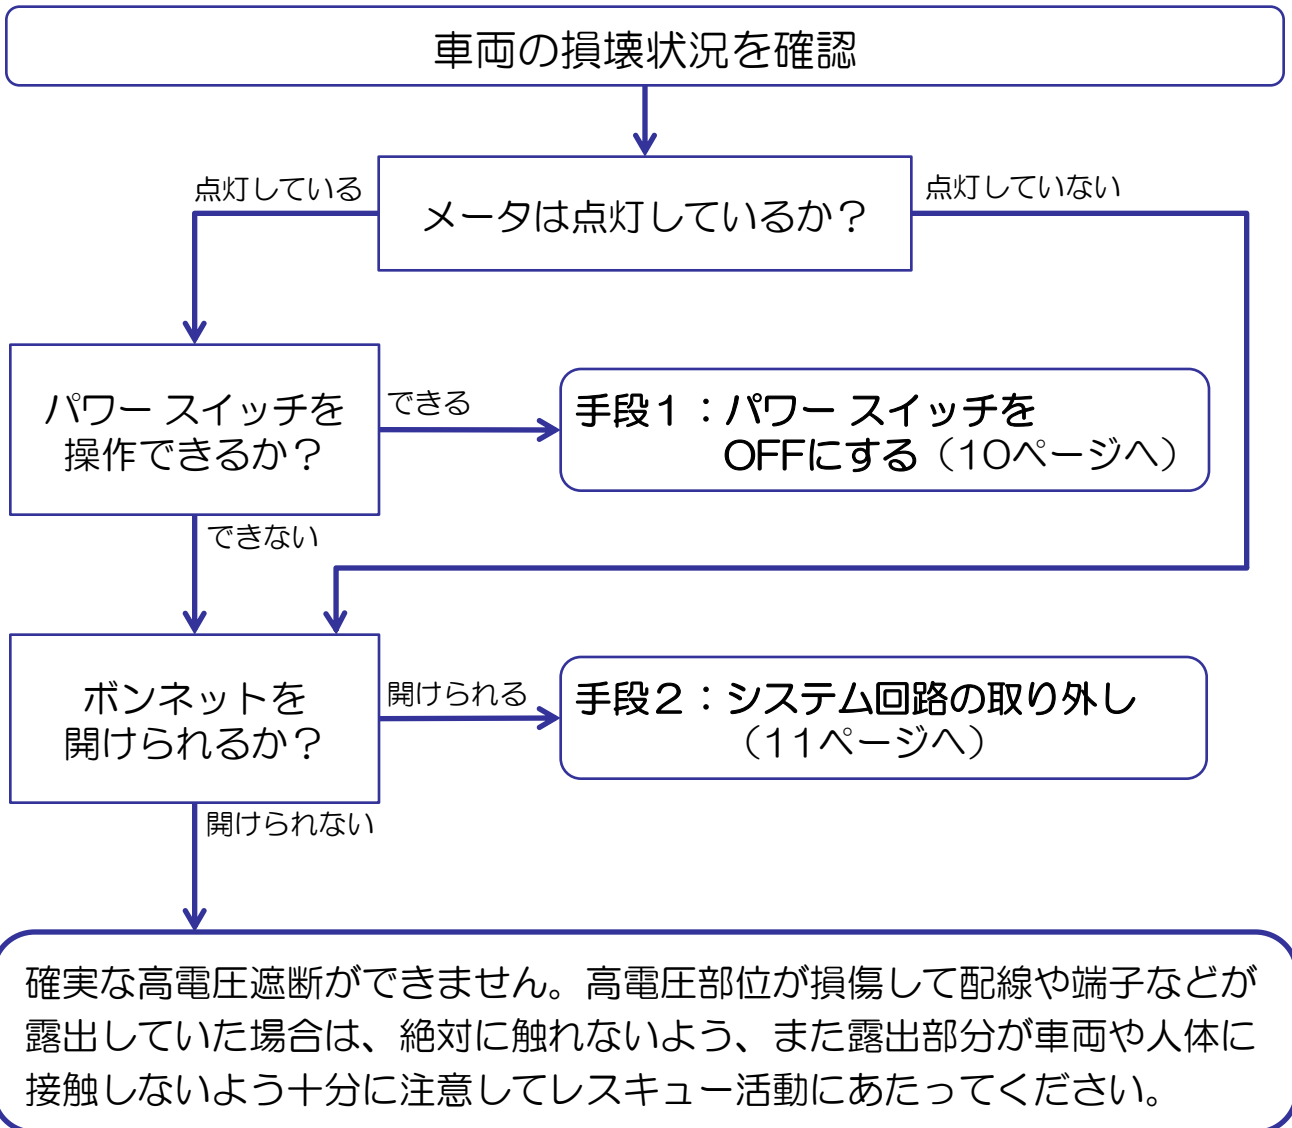 車両の損壊状況を確認
点灯している
点灯していない
メータは点灯しているか？
パワー スイッチを
操作できるか？
できる
手段１：パワー スイッチを
OFFにする（10ページへ）
できない
ボンネットを
開けられるか？
開けられる
手段２：システム回路の取り外し
（11ページへ）
開けられない
確実な高電圧遮断ができません。高電圧部位が損傷して配線や端子などが
露出していた場合は、絶対に触れないよう、また露出部分が車両や人体に
接触しないよう十分に注意してレスキュー活動にあたってください。